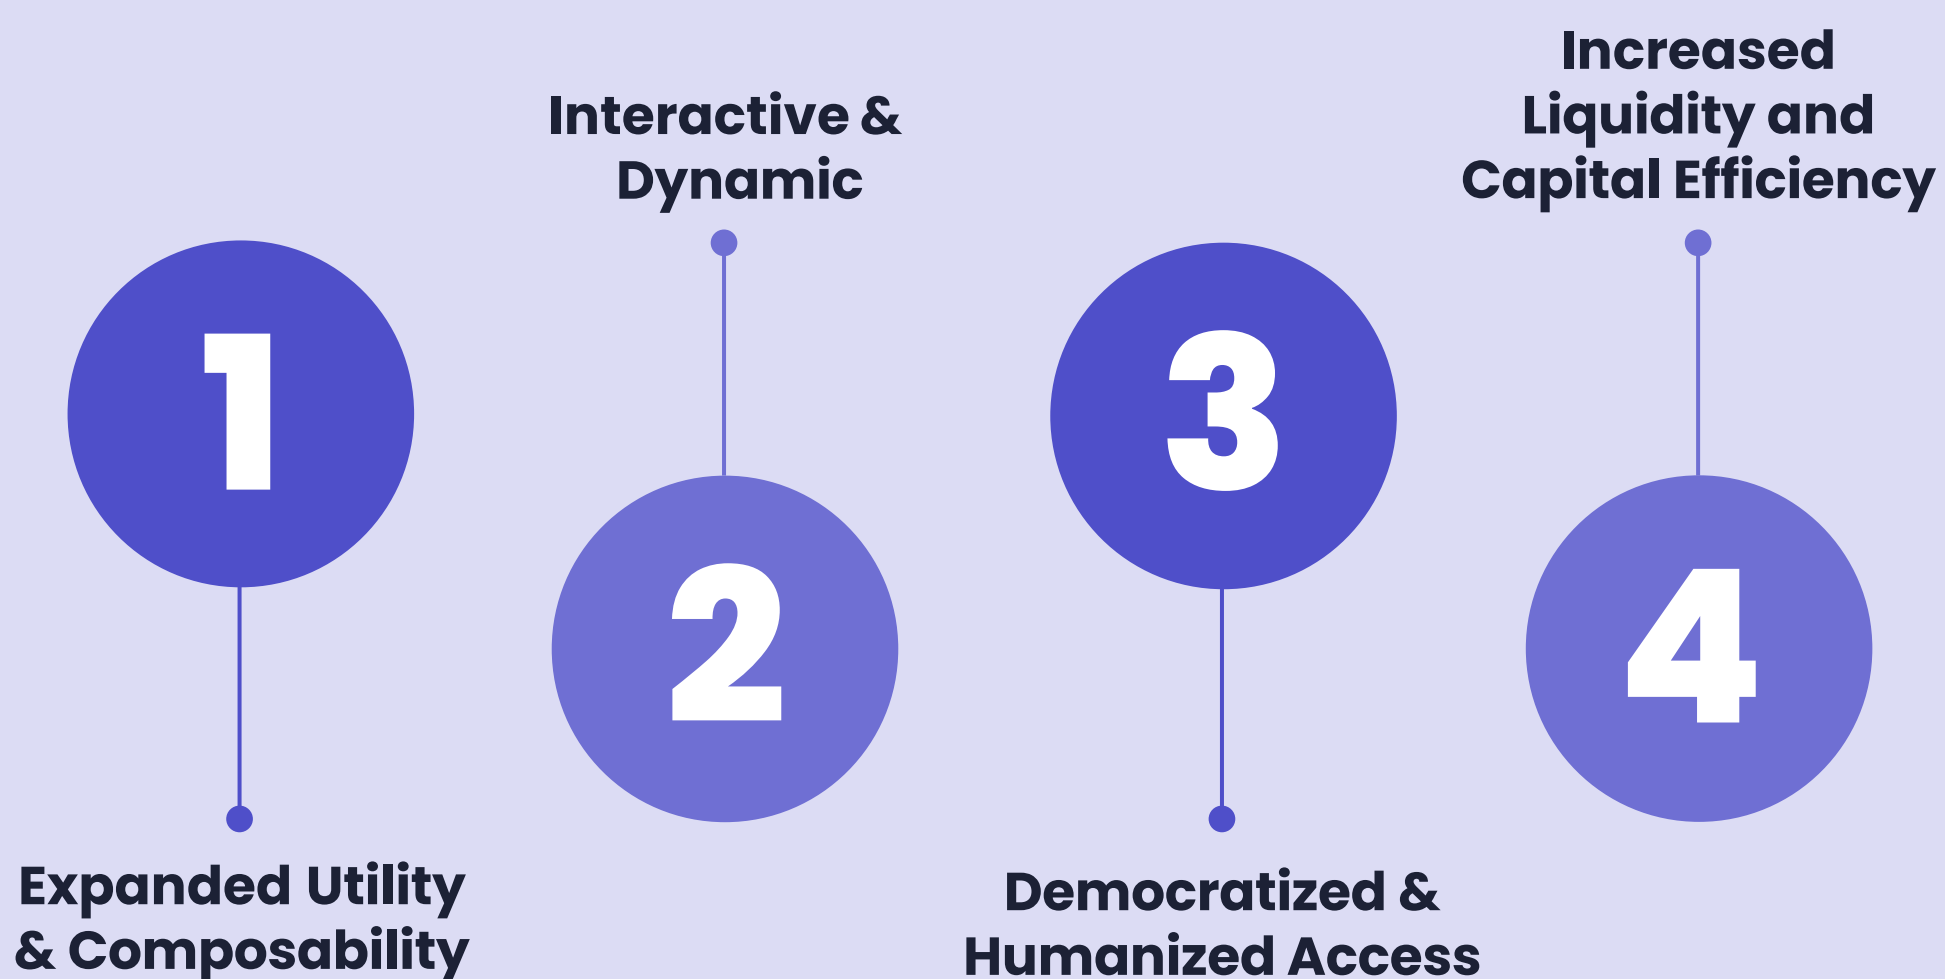 1
Expanded Utility
& Composability
Interactive &
Dynamic
2
3
Democratized &
Humanized Access
Increased
Liquidity and
Capital Efficiency
4